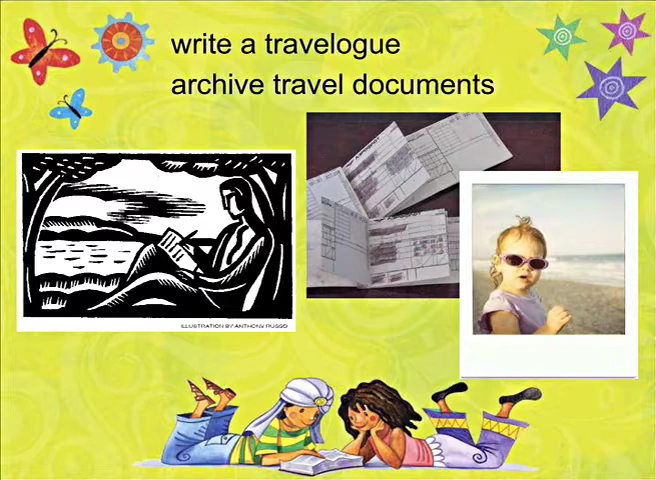 write a travelogue
archive travel documents
ILLUSTRATION BY ANTHONY RUSSO